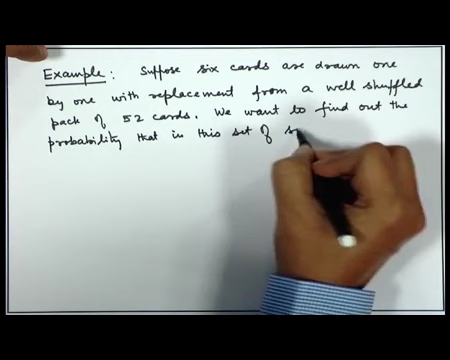 Example: Suppose six cards are drawn one
by one with replacement from a well shuffled
pack of 52 cards. We want to find out the
probability that in this set of s